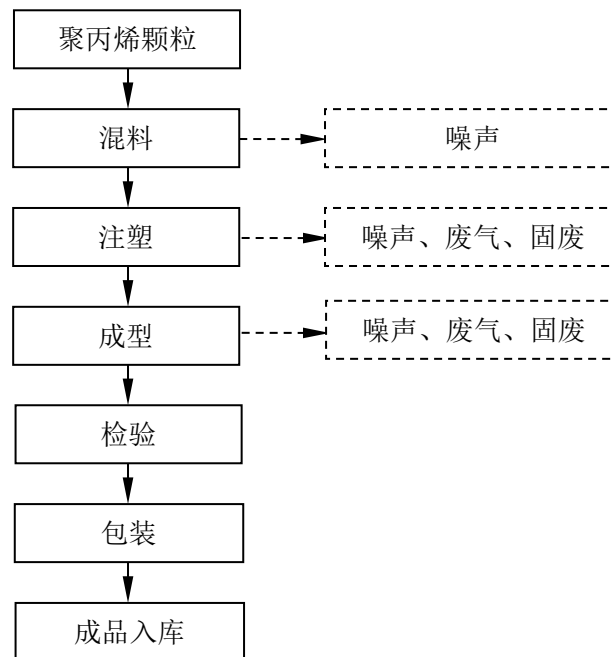 聚丙烯颗粒
混料
噪声
注塑
噪声、废气、固废
成型
噪声、废气、固废
检验
包装
成品入库